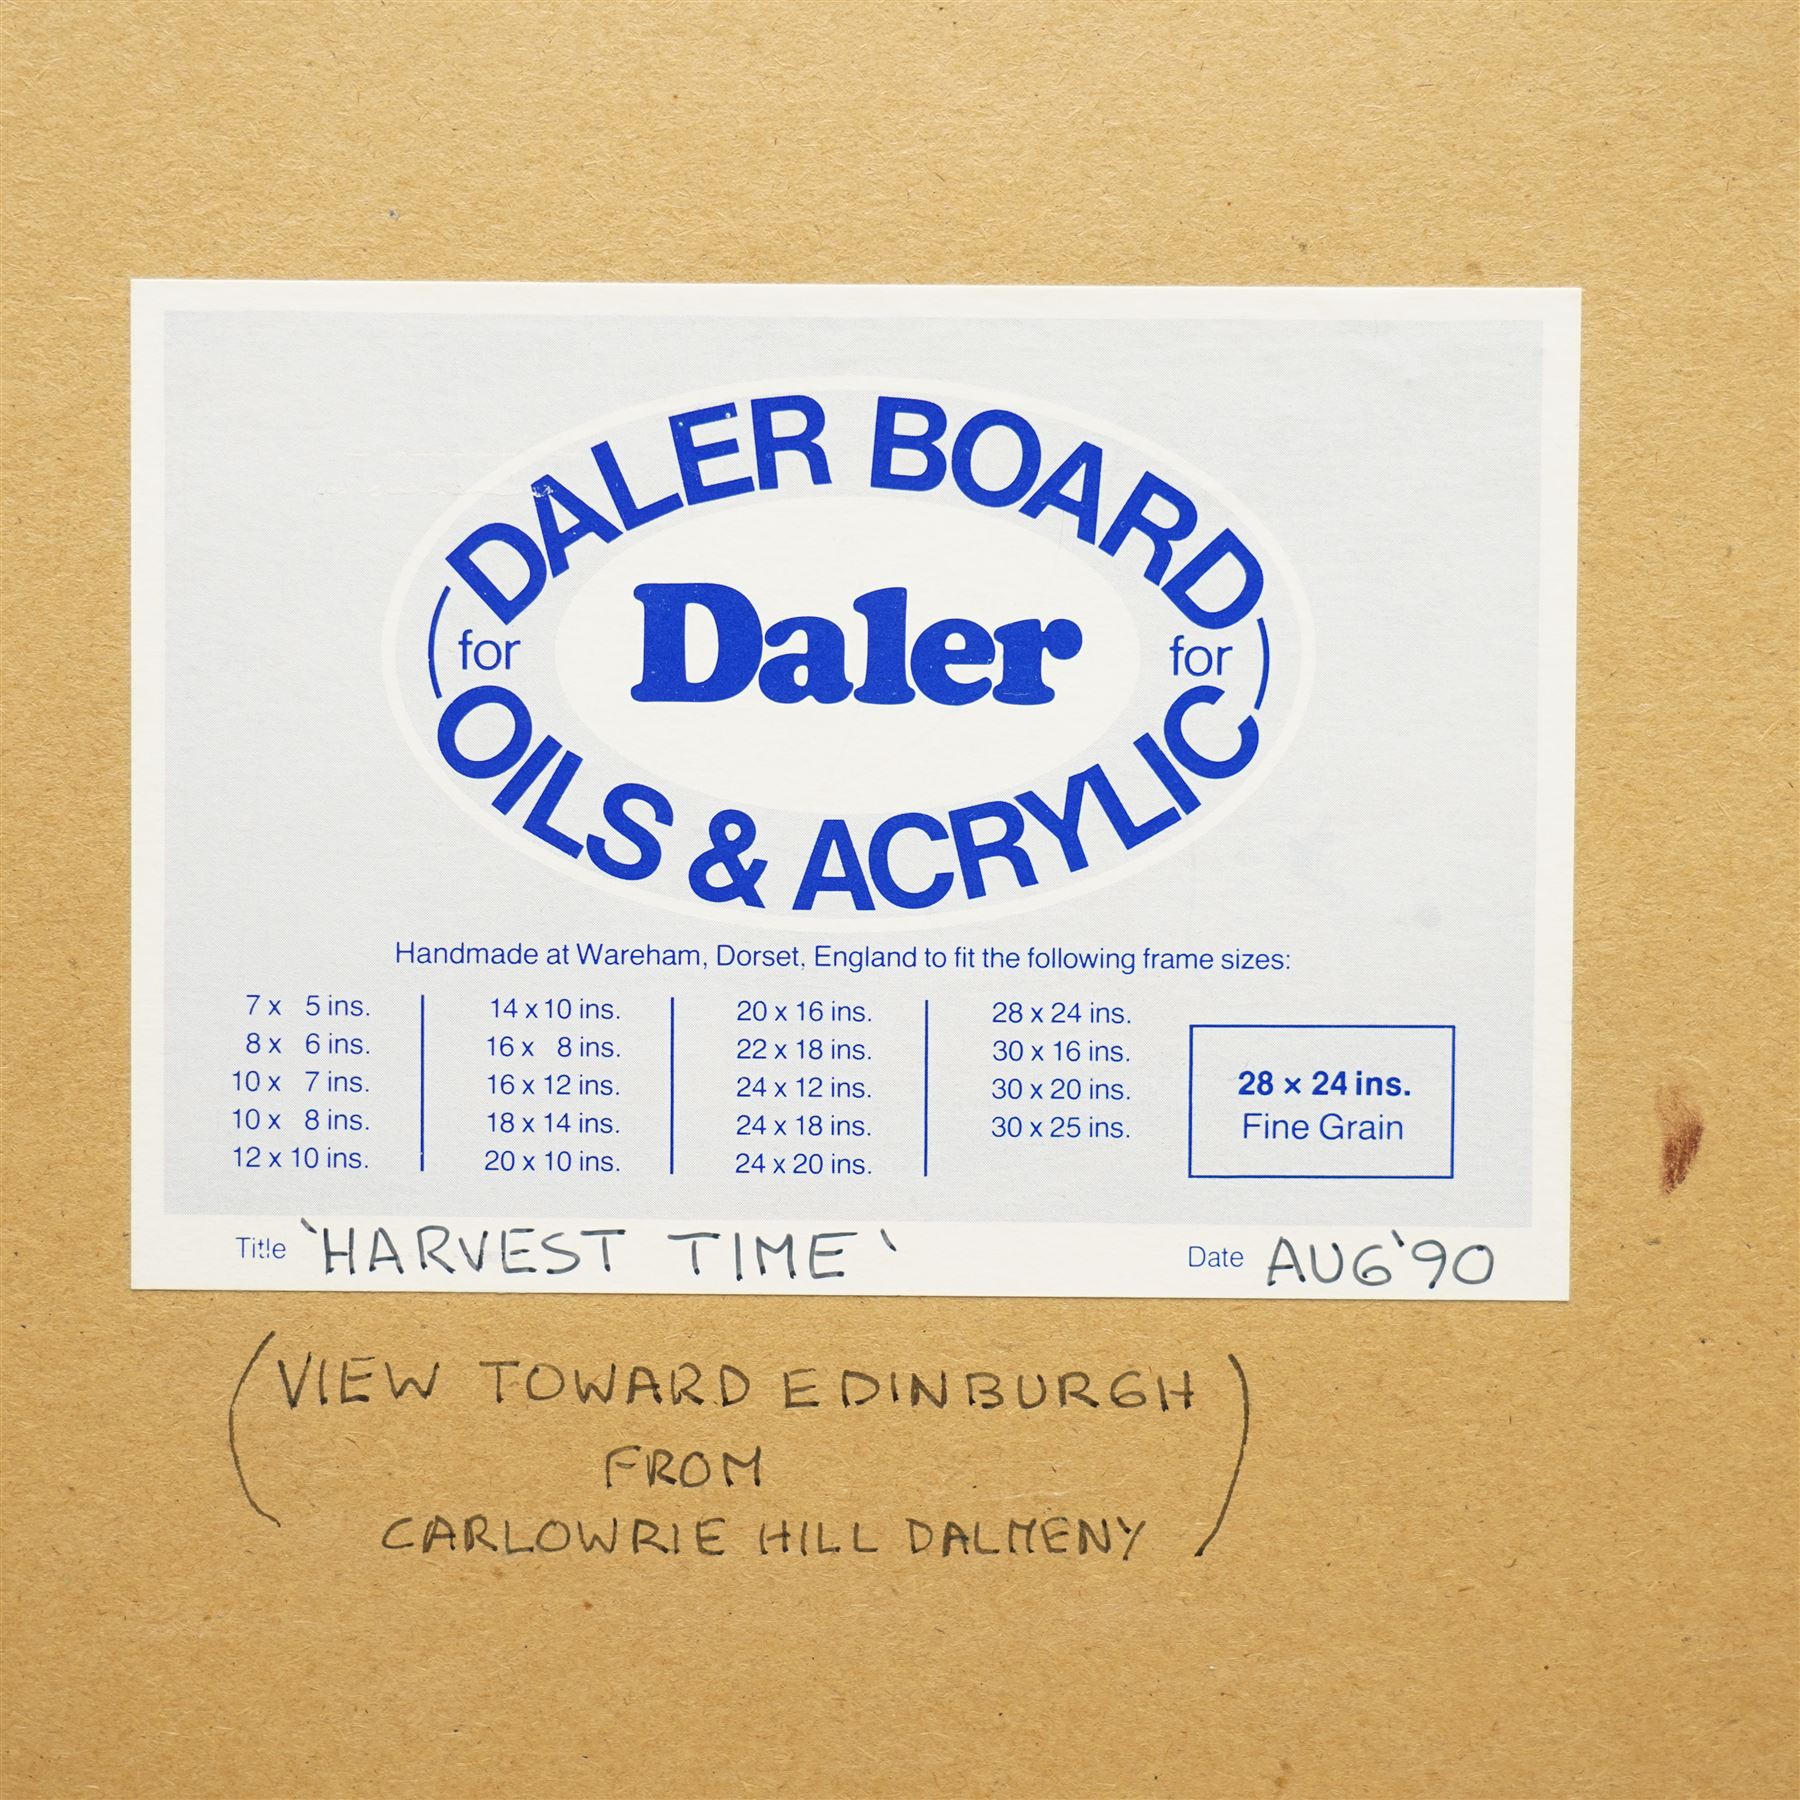 DALER BOARD
for Daler for
OILS & ACRYLIC
Handmade at Wareham, Dorset, England to fit the following frame sizes:
7 x 5 ins.
8 x 6 ins.
10 x 7 ins.
10 x 8 ins.
12 x 10 ins.
14 x 10 ins.
16 x 8 ins.
16 x 12 ins.
18 x 14 ins.
20 x 10 ins.
20 x 16 ins.
22 x 18 ins.
24 x 12 ins.
24 x 18 ins.
24 x 20 ins.
28 x 24 ins.
30 x 16 ins.
30 x 20 ins.
30 x 25 ins.
28 × 24 ins.
Fine Grain
Title 'HARVEST TIME' Date AUG'90
(VIEW TOWARD EDINBURGH
FROM
CARLOWRIE HILL DALMENY)